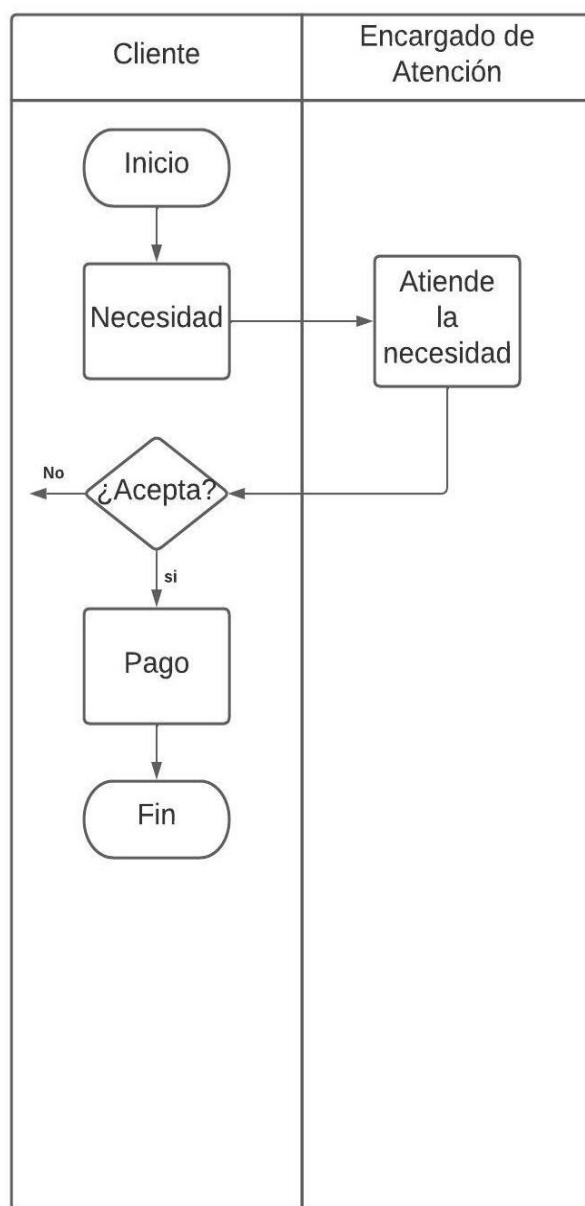 Cliente
Encargado de
Atención
Inicio
Necesidad
Atiende
la
necesidad
¿Acepta?
No
si
Pago
Fin